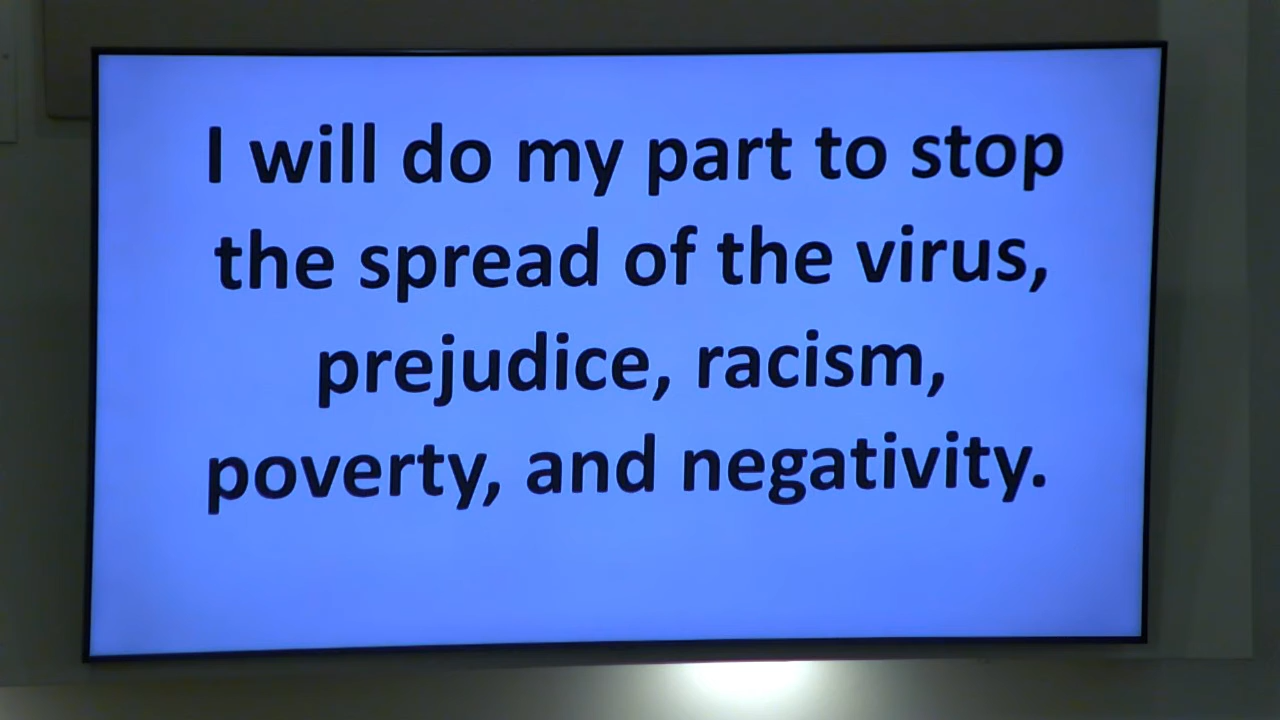 I will do my part to stop
the spread of the virus,
prejudice, racism,
poverty, and negativity.